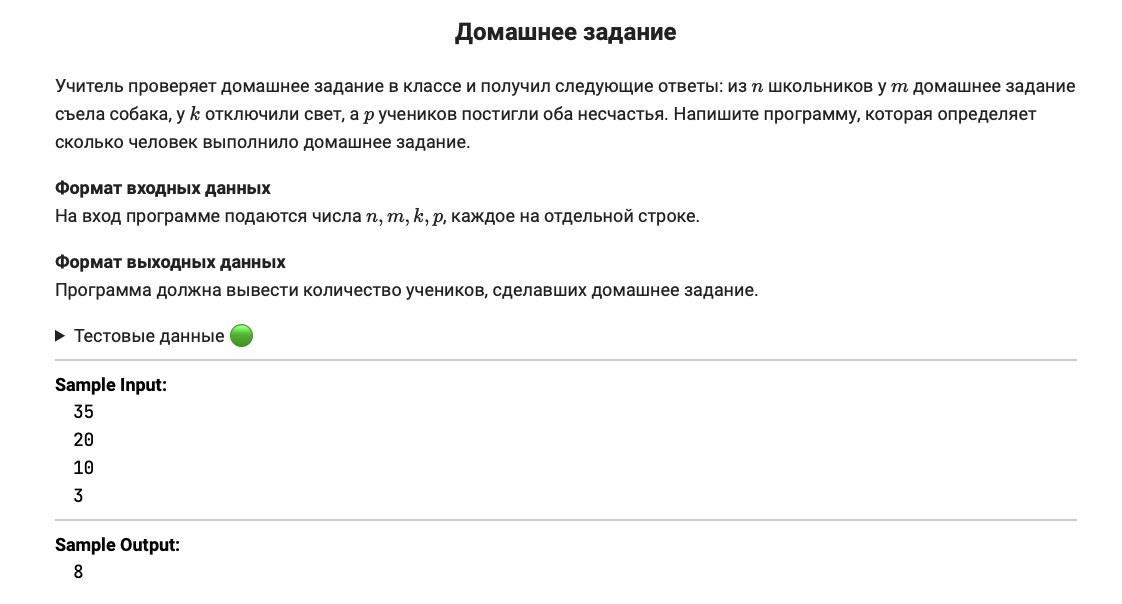 Домашнее задание
Учитель проверяет домашнее задание в классе и получил следующие ответы: из n школьников у m домашнее задание
съела собака, у k отключили свет, а p учеников постигли оба несчастья. Напишите программу, которая определяет
сколько человек выполнило домашнее задание.
Формат входных данных
На вход программе подаются числа n, m, k, p, каждое на отдельной строке.
Формат выходных данных
Программа должна вывести количество учеников, сделавших домашнее задание.
Тестовые данные
Sample Input:
35
20
10
3
Sample Output:
8